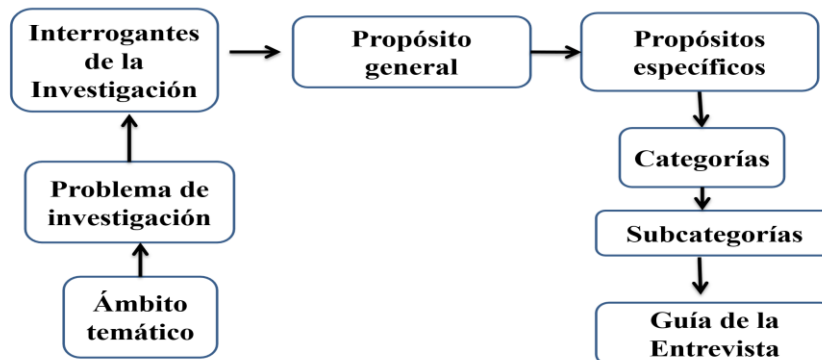 Interrogantes
de la
Investigación
Propósito
general
Propósitos
específicos
Categorías
Problema de
investigación
Subcategorías
Ámbito
temático
Guía de la
Entrevista